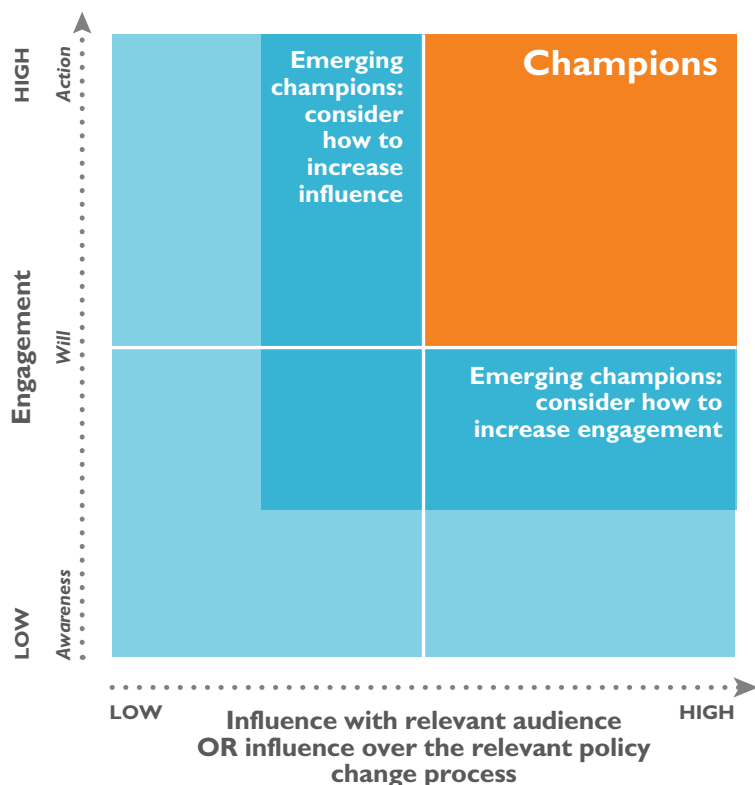 HIGH
Action
Engagement
Will
LOW
Awareness
Emerging
champions:
consider
how to
increase
influence
Champions
Emerging champions:
consider how to
increase engagement
LOW
HIGH
Influence with relevant audience
OR influence over the relevant policy
change process